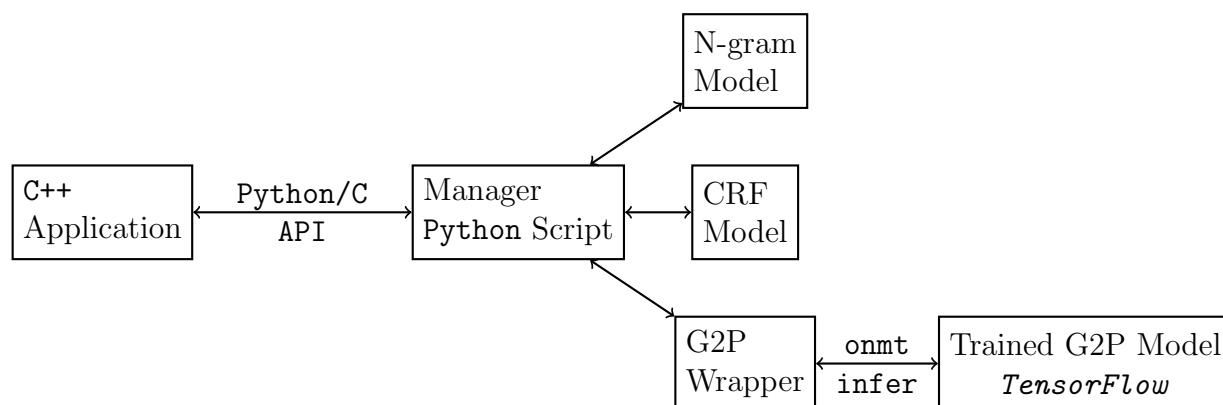 N-gram
Model
C++
Application
Python/C
API
Manager
Python Script
CRF
Model
G2P
Wrapper
onmt
infer
Trained G2P Model
TensorFlow